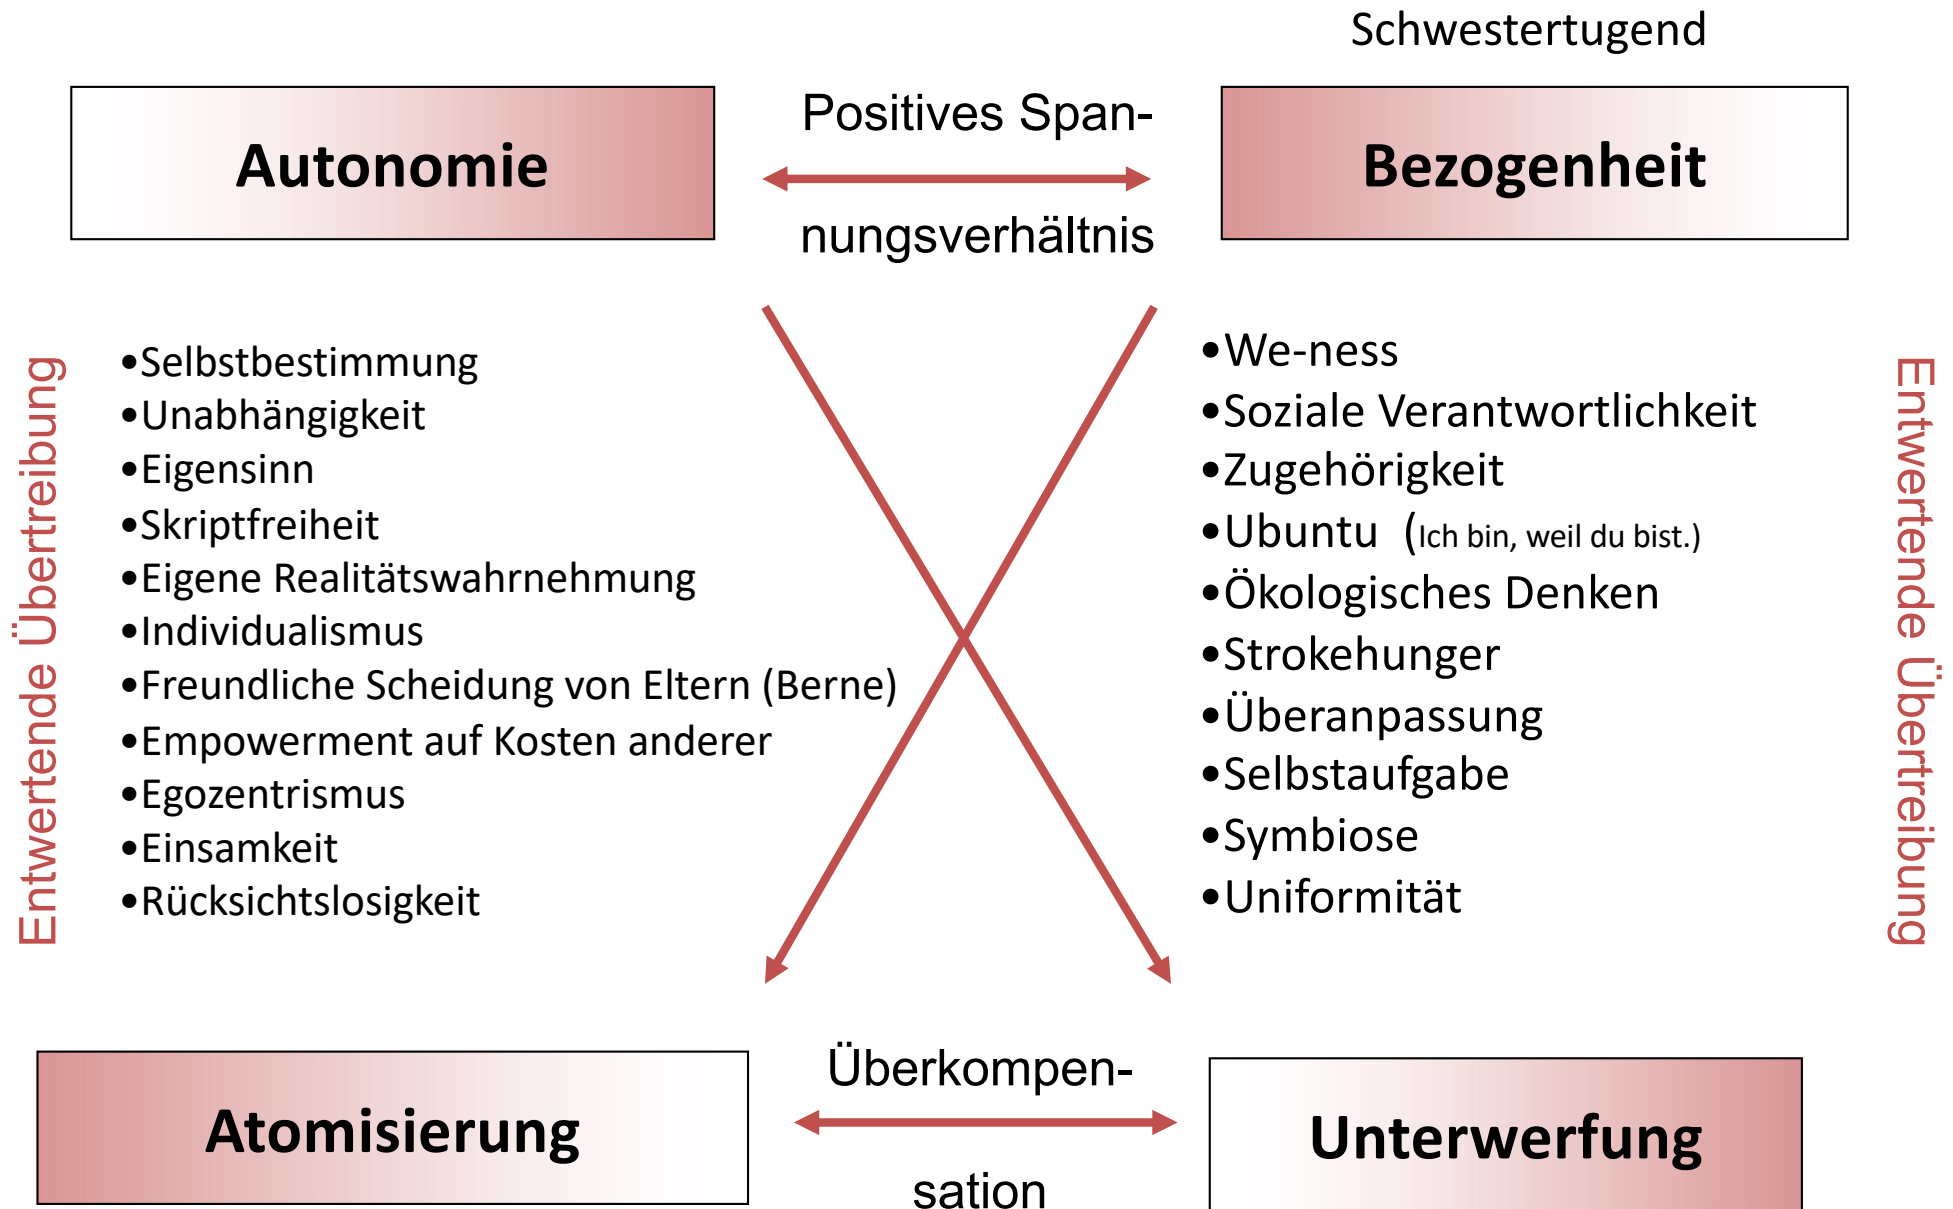 Schwestertugend
Autonomie
Positives Span-
nungsverhältnis
Bezogenheit
Entwertende Übertreibung
•Selbstbestimmung
•Unabhängigkeit
•Eigensinn
•Skriptfreiheit
•Eigene Realitätswahrnehmung
•Individualismus
•Freundliche Scheidung von Eltern (Berne)
•Empowerment auf Kosten anderer
•Egozentrismus
•Einsamkeit
•Rücksichtslosigkeit
•We-ness
•Soziale Verantwortlichkeit
•Zugehörigkeit
•Ubuntu (Ich bin, weil du bist.)
•Ökologisches Denken
•Strokehunger
•Überanpassung
•Selbstaufgabe
•Symbiose
•Uniformität
Entwertende Übertreibung
Atomisierung
Überkompen-
sation
Unterwerfung